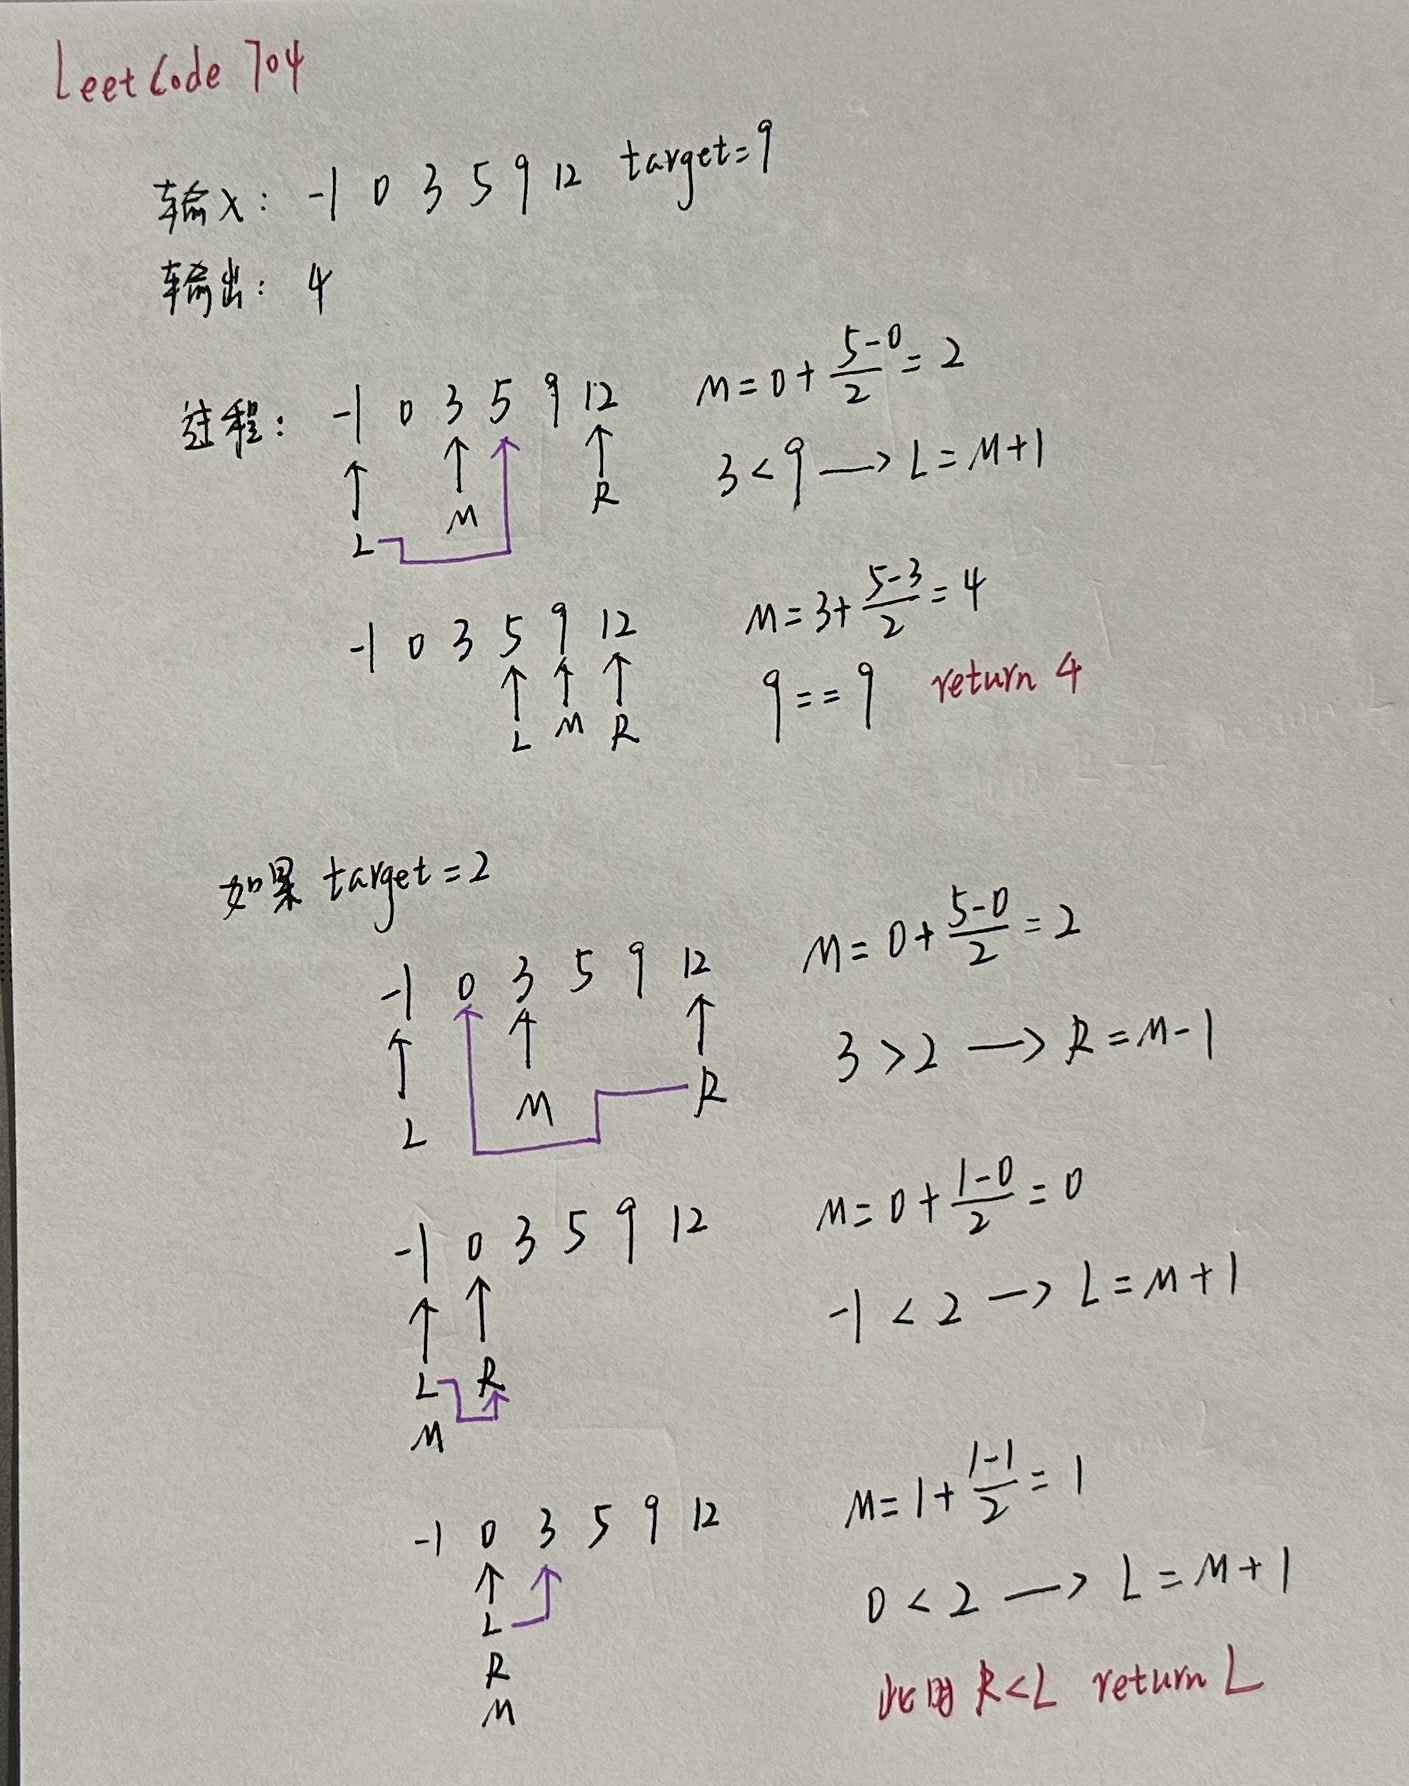 LeetCode 704
输入: -1 0 3 5 9 12 target=9
输出: 4
过程: -1 0 3 5 9 12 M=0+\frac{5-0}{2}=2
3<9 → L=M+1
↑ ↑ ↑ ↑
L M R
-1 0 3 5 9 12 M=3+\frac{5-3}{2}=4
↑ ↑ ↑ 9==9 return 4
L M R
如果 target=2
-1 0 3 5 9 12 M=0+\frac{5-0}{2}=2
↑ ↑ ↑ ↑ 3>2 → R=M-1
L M R
-1 0 3 5 9 12 M=0+\frac{1-0}{2}=0
↑ ↑ -1<2 → L=M+1
L R
M
-1 0 3 5 9 12 M=1+\frac{1-1}{2}=1
↑ ↑ 0<2 → L=M+1
L
R 此时 R<L return L
M